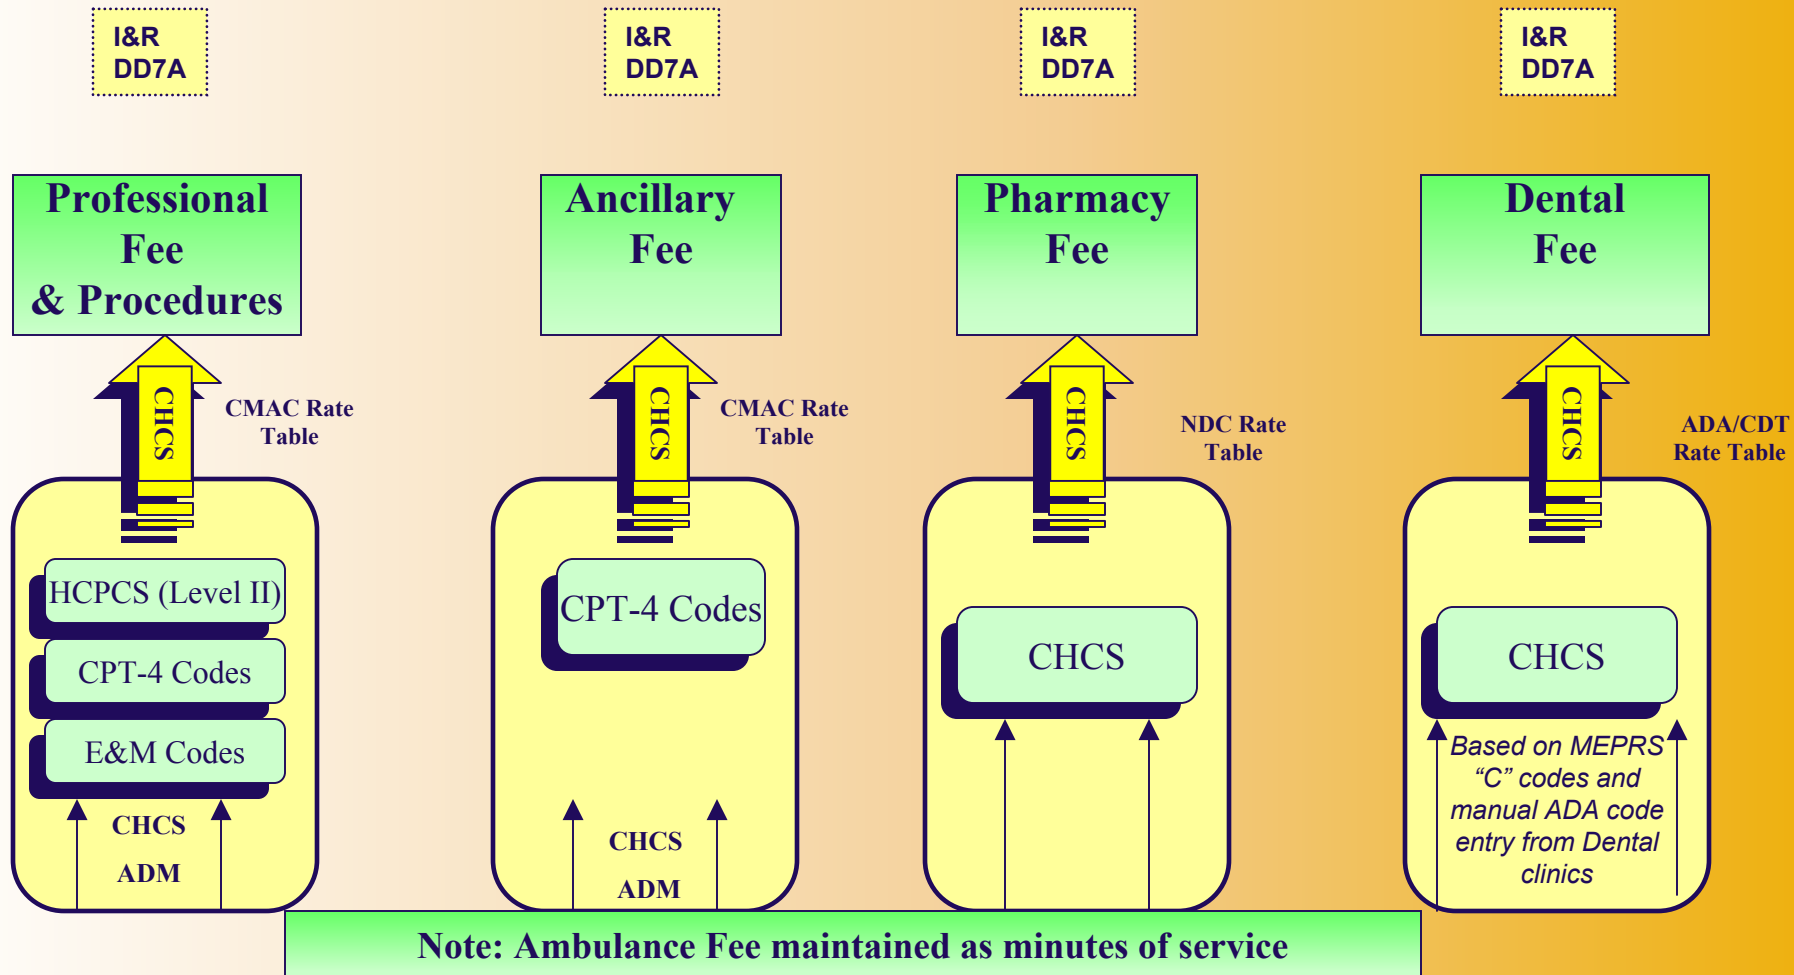 I&R
DD7A
I&R
DD7A
I&R
DD7A
I&R
DD7A
Professional
Fee
& Procedures
Ancillary
Fee
Pharmacy
Fee
Dental
Fee
CHCS
CMAC Rate
Table
CHCS
CMAC Rate
Table
CHCS
NDC Rate
Table
CHCS
ADA/CDT
Rate Table
HCPCS (Level II)
CPT-4 Codes
E&M Codes
CHCS
ADM
CPT-4 Codes
CHCS
ADM
CHCS
CHCS
Based on MEPRS
“C” codes and
manual ADA code
entry from Dental
clinics
Note: Ambulance Fee maintained as minutes of service